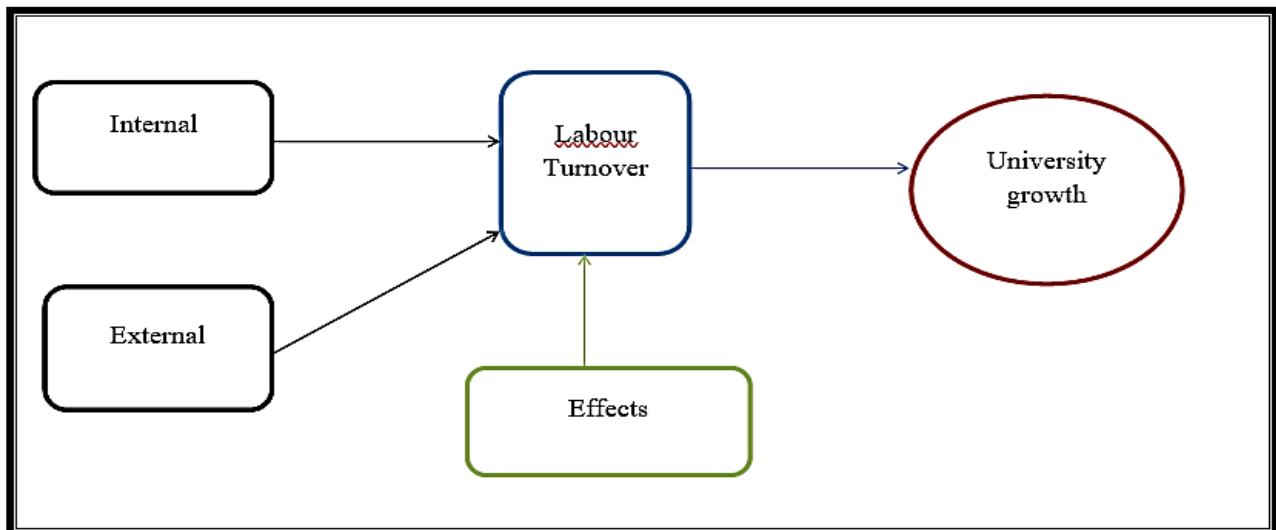 Internal
Labour
Turnover
University
growth
External
Effects